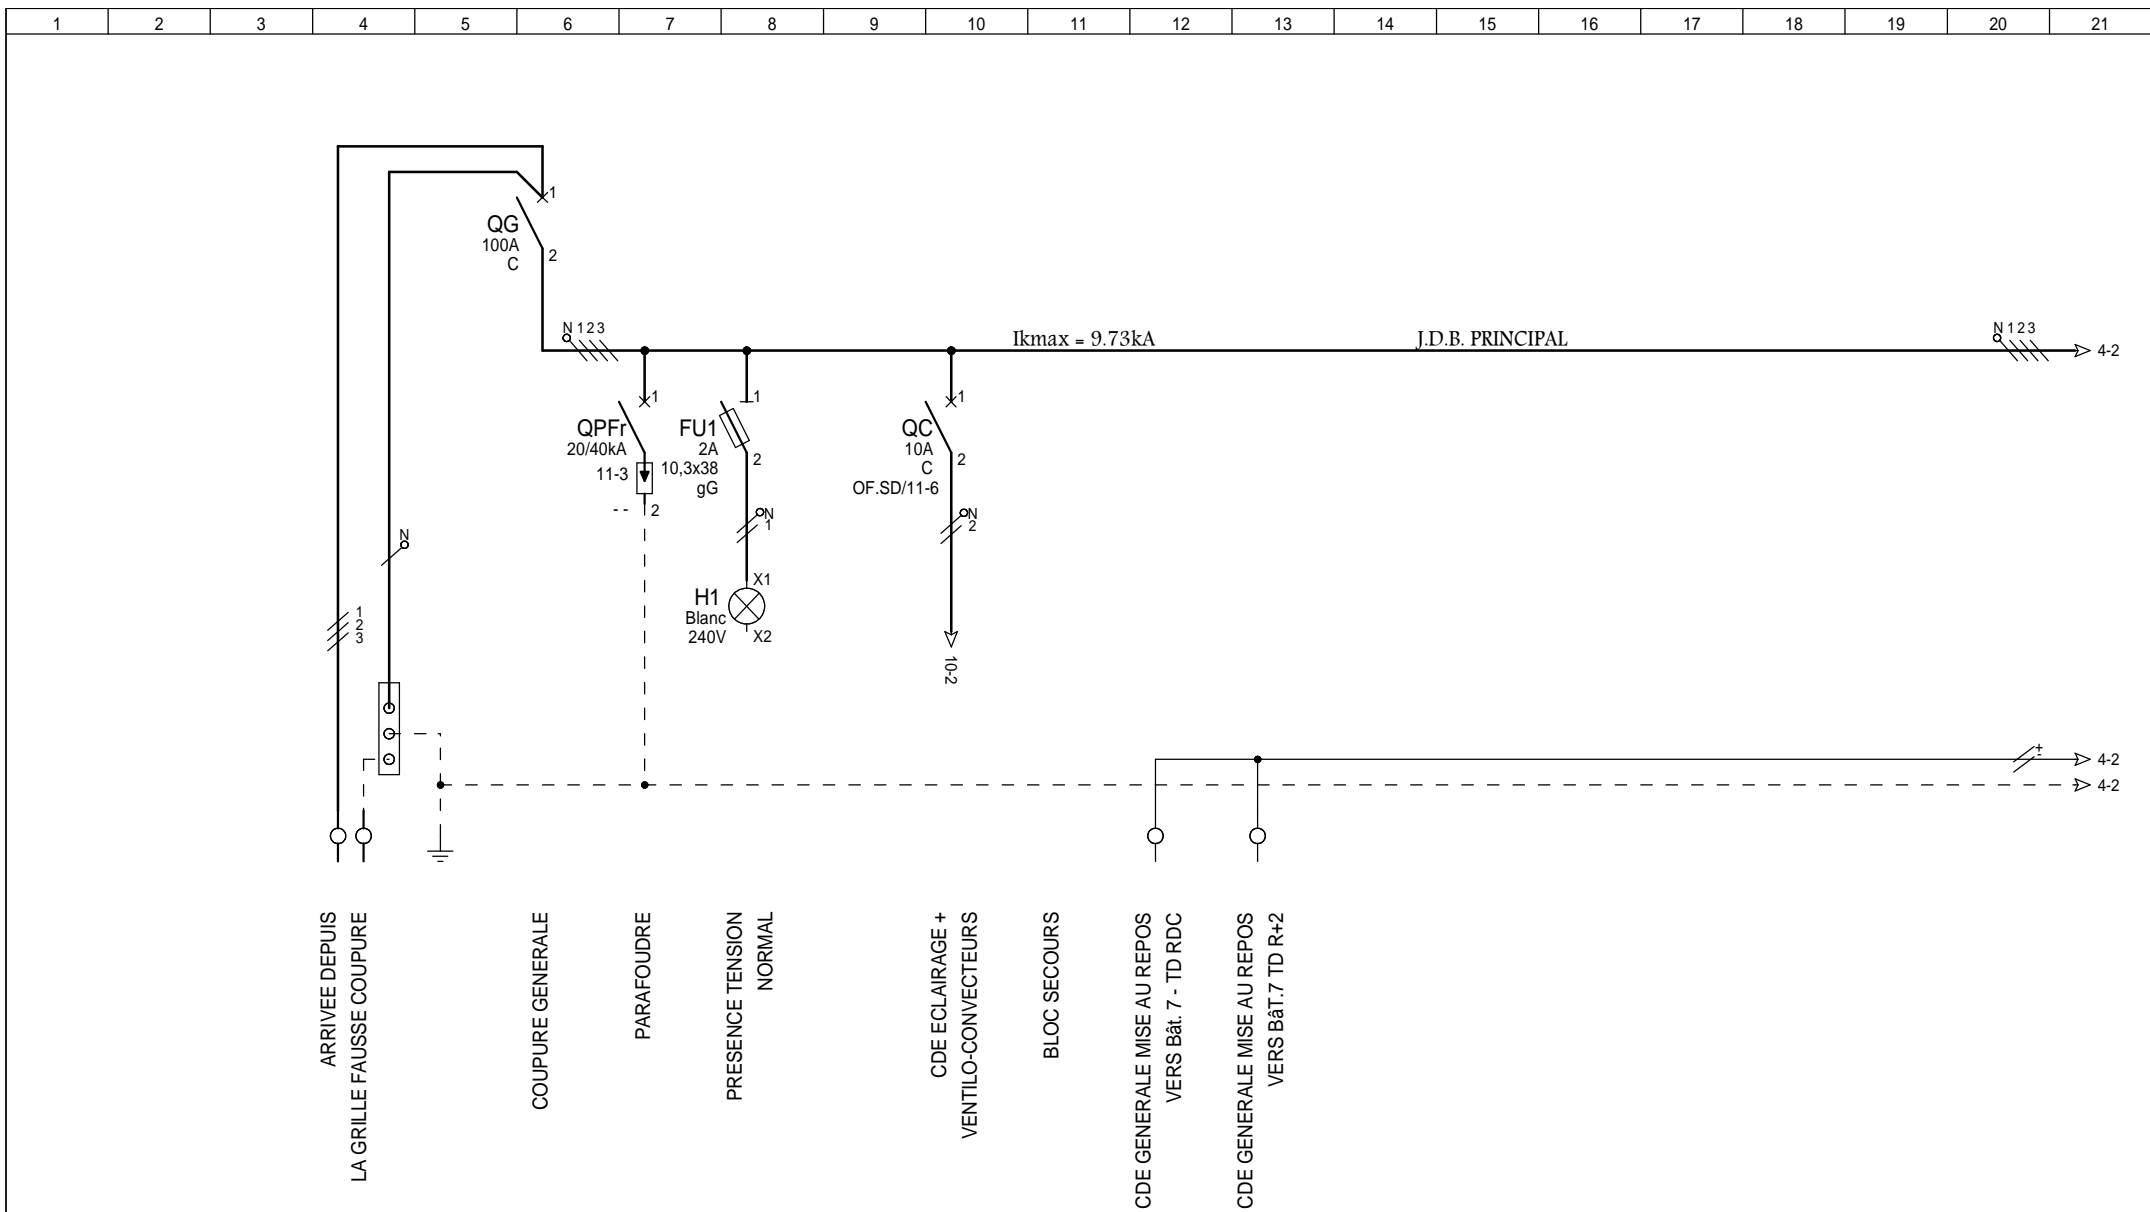 1 2 3 4 5 6 7 8 9 10 11 12 13 14 15 16 17 18 19 20 21
1
QG
100A
C
2
N 1 2 3
Ikmax = 9.73kA
J.D.B. PRINCIPAL
N 1 2 3
4-2
1
QPFr
20/40kA
11-3
- -
2
1
FU1
2A
10,3x38
gG
2
N
1
X1
H1
Blanc
240V
X2
1
QC
10A
C
OF.SD/11-6
2
N
2
10-2
N
1
2
3
+
-
4-2
4-2
ARRIVEE DEPUIS
LA GRILLE FAUSSE COUPURE
COUPURE GENERALE
PARAFOUDRE
PRESENCE TENSION
NORMAL
CDE ECLAIRAGE +
VENTILO-CONVECTEURS
BLOC SECOURS
CDE GENERALE MISE AU REPOS
VERS Bât. 7 - TD RDC
CDE GENERALE MISE AU REPOS
VERS BâT.7 TD R+2